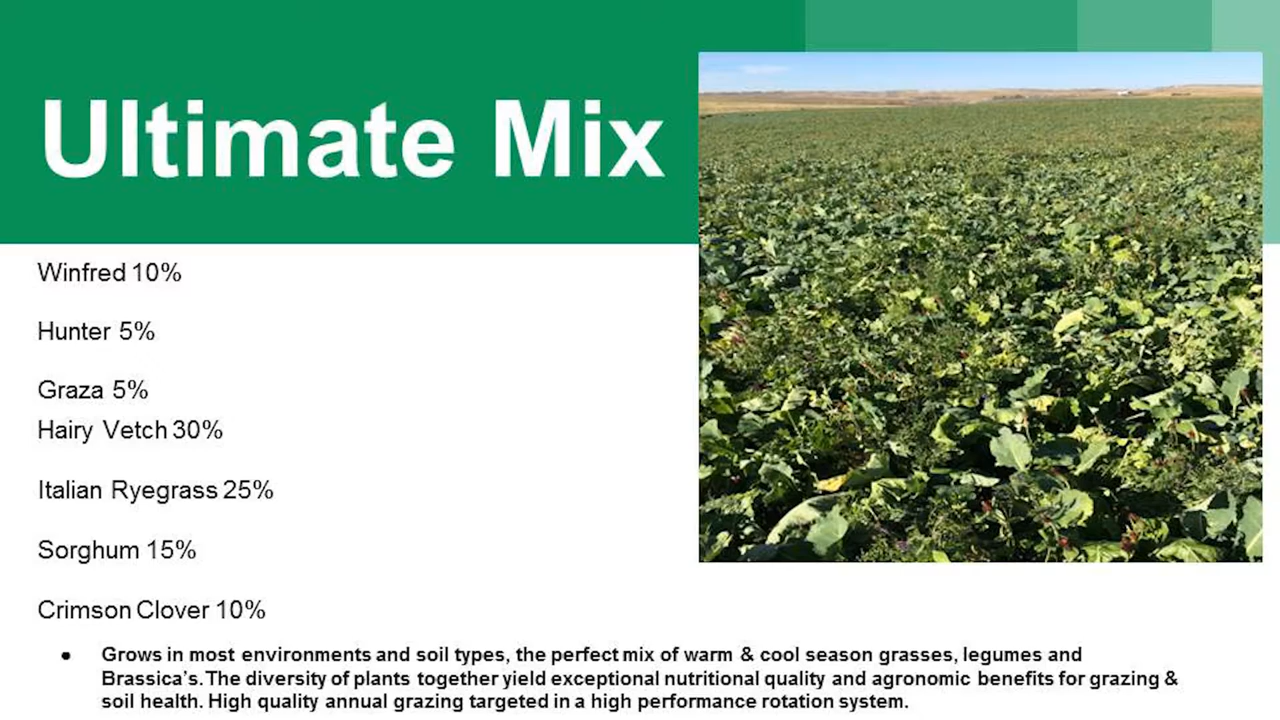 Ultimate Mix
Winfred 10%
Hunter 5%
Graza 5%
Hairy Vetch 30%
Italian Ryegrass 25%
Sorghum 15%
Crimson Clover 10%
● Grows in most environments and soil types, the perfect mix of warm & cool season grasses, legumes and
Brassica's. The diversity of plants together yield exceptional nutritional quality and agronomic benefits for grazing &
soil health. High quality annual grazing targeted in a high performance rotation system.